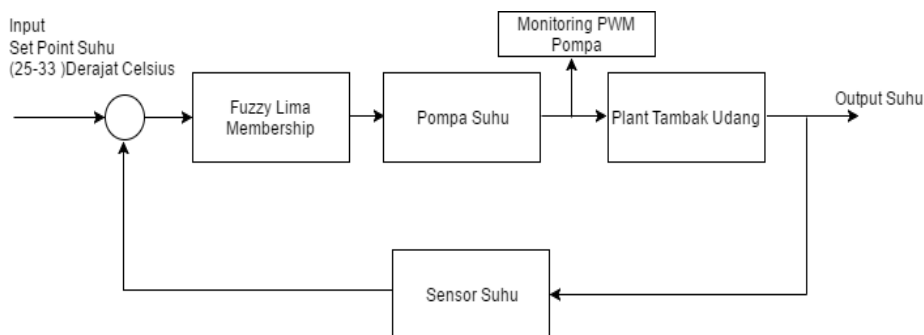 Input
Set Point Suhu
(25-33 )Derajat Celsius
Monitoring PWM
Pompa
Fuzzy Lima
Membership
Pompa Suhu
Plant Tambak Udang
Output Suhu
Sensor Suhu